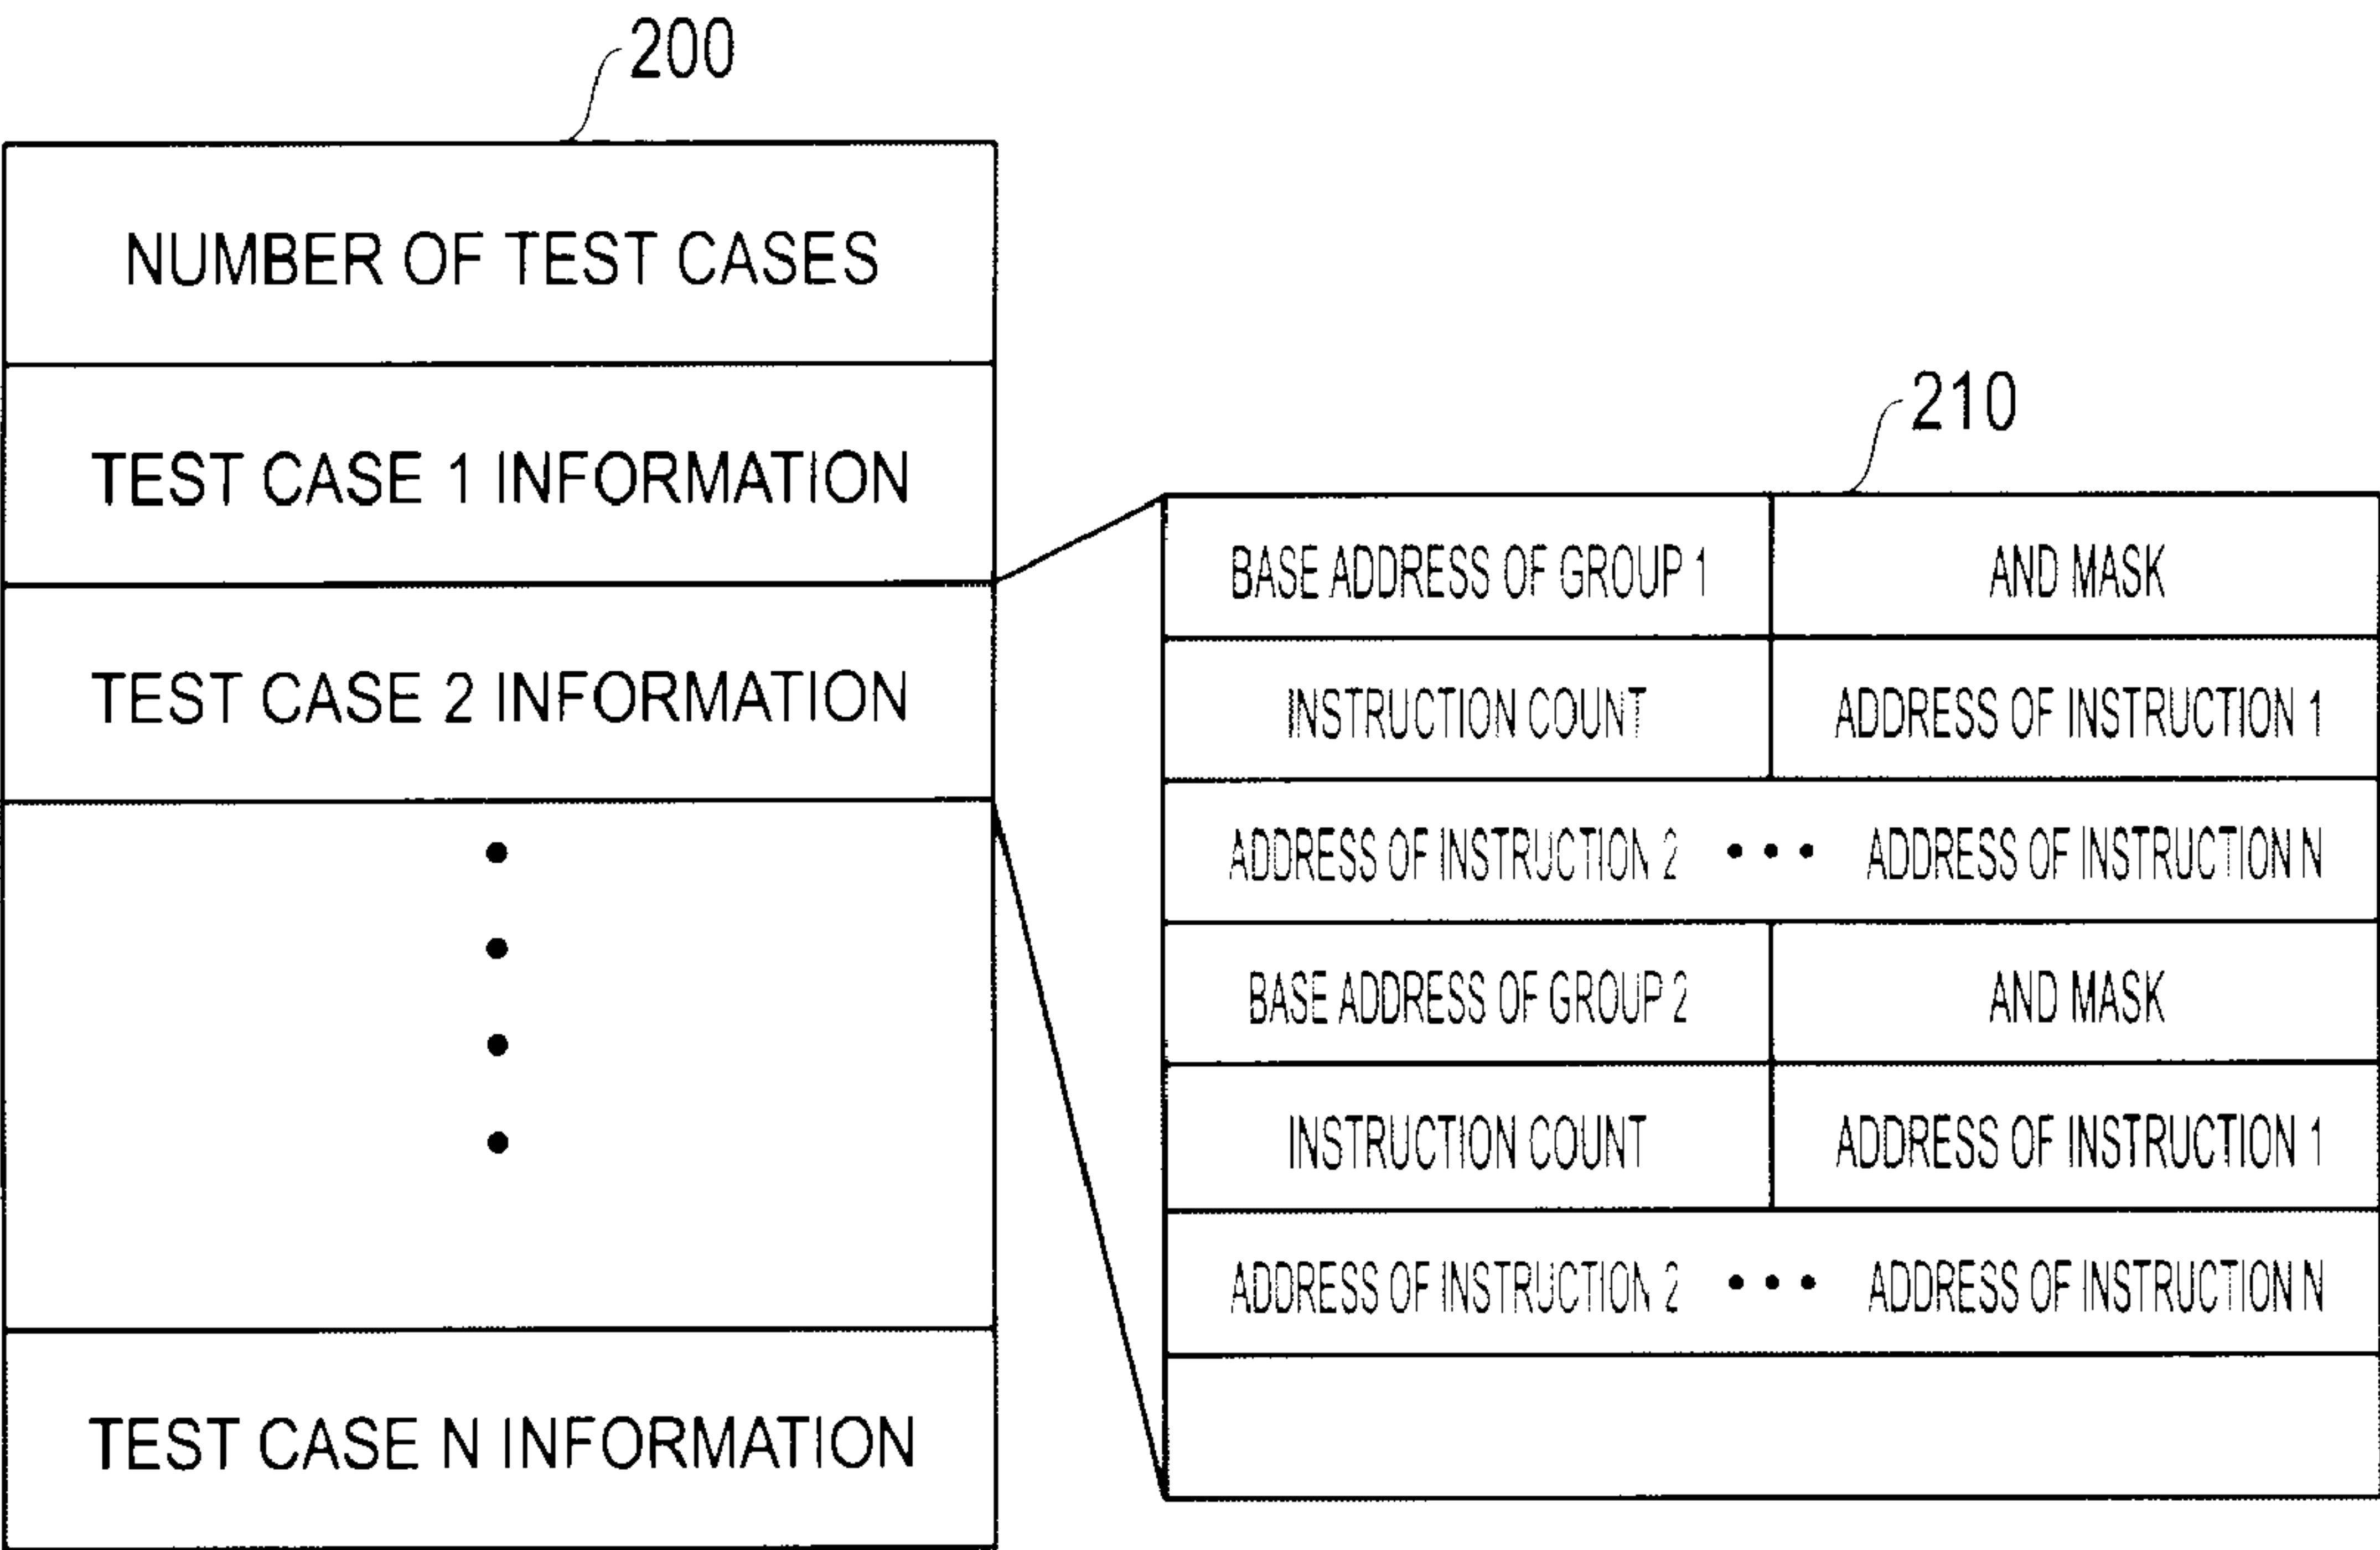 200
NUMBER OF TEST CASES
TEST CASE 1 INFORMATION
TEST CASE 2 INFORMATION
TEST CASE N INFORMATION
210
BASE ADDRESS OF GROUP 1 AND MASK
INSTRUCTION COUNT ADDRESS OF INSTRUCTION 1
ADDRESS OF INSTRUCTION 2 • • • ADDRESS OF INSTRUCTION N
BASE ADDRESS OF GROUP 2 AND MASK
INSTRUCTION COUNT ADDRESS OF INSTRUCTION 1
ADDRESS OF INSTRUCTION 2 • • • ADDRESS OF INSTRUCTION N